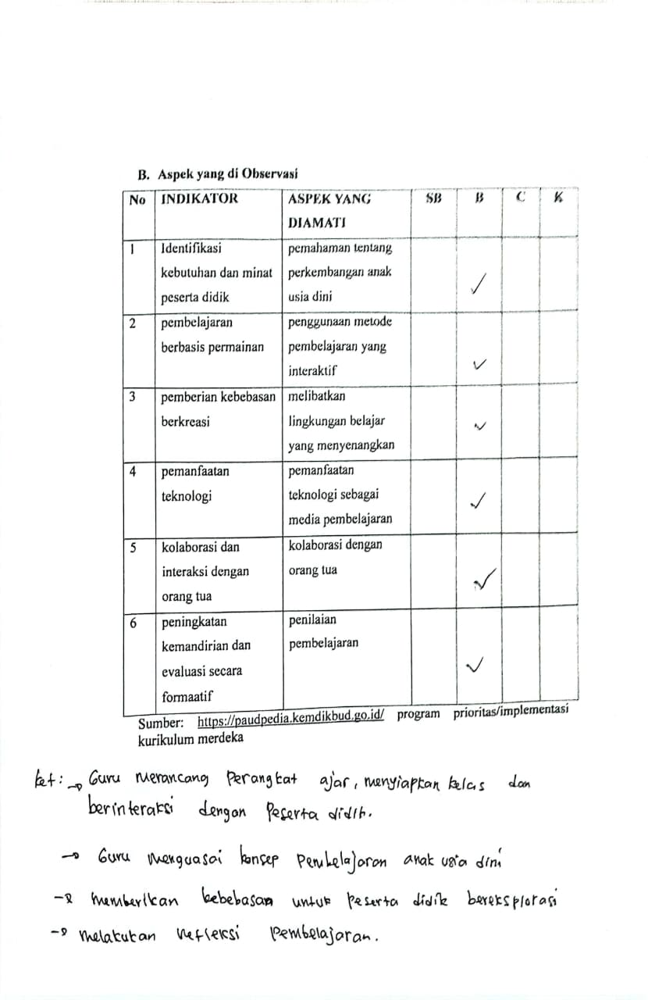 B. Aspek yang di Observasi
No INDIKATOR ASPEK YANG DIAMATI SB B C K
1 Identifikasi kebutuhan dan minat peserta didik pemahaman tentang perkembangan anak usia dini ✓
2 pembelajaran berbasis permainan penggunaan metode pembelajaran yang interaktif ✓
3 pemberian kebebasan berkreasi melibatkan lingkungan belajar yang menyenangkan ✓
4 pemanfaatan teknologi pemanfaatan teknologi sebagai media pembelajaran ✓
5 kolaborasi dan interaksi dengan orang tua kolaborasi dengan orang tua ✓
6 peningkatan kemandirian dan evaluasi secara formaatif penilaian pembelajaran ✓
Sumber: https://paudpedia.kemdikbud.go.id/ program prioritas/implementasi
kurikulum merdeka
ket: → Guru merancang Perangkat ajar, menyiapkan kelas dan
berinteraksi dengan Peserta didik.
→ Guru menguasai konsep Pembelajaran anak usia dini
→ memberikan kebebasan untuk peserta didik bereksplorasi
→ melakukan refleksi Pembelajaran.